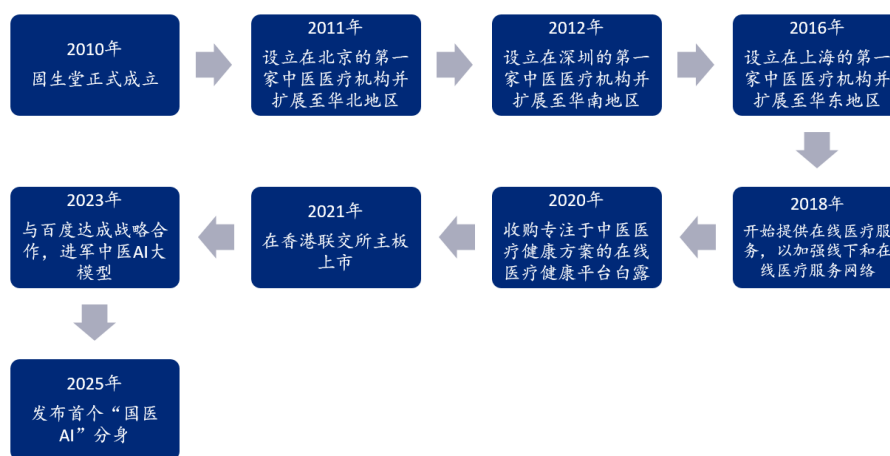 2010年
固生堂正式成立
2011年
设立在北京的第一
家中医医疗机构并
扩展至华北地区
2012年
设立在深圳的第一
家中医医疗机构并
扩展至华南地区
2016年
设立在上海的第一
家中医医疗机构并
扩展至华东地区
2018年
开始提供在线医疗服
务，以加强线下和在
线医疗服务网络
2020年
收购专注于中医医
疗健康方案的在线
医疗健康平台白露
2021年
在香港联交所主板
上市
2023年
与百度达成战略合
作，进军中医AI大
模型
2025年
发布首个“国医
AI”分身